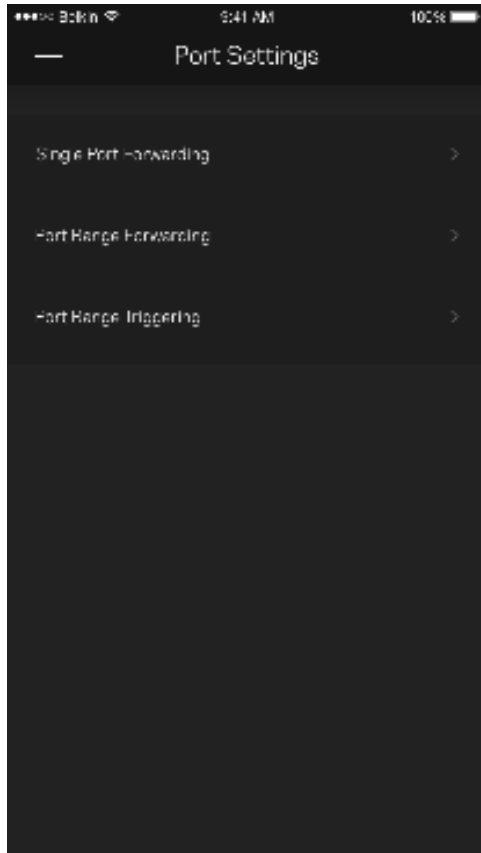 Belkin 9:41 AM 100%
Port Settings
Single Port Forwarding
Port Range Forwarding
Port Range Triggering